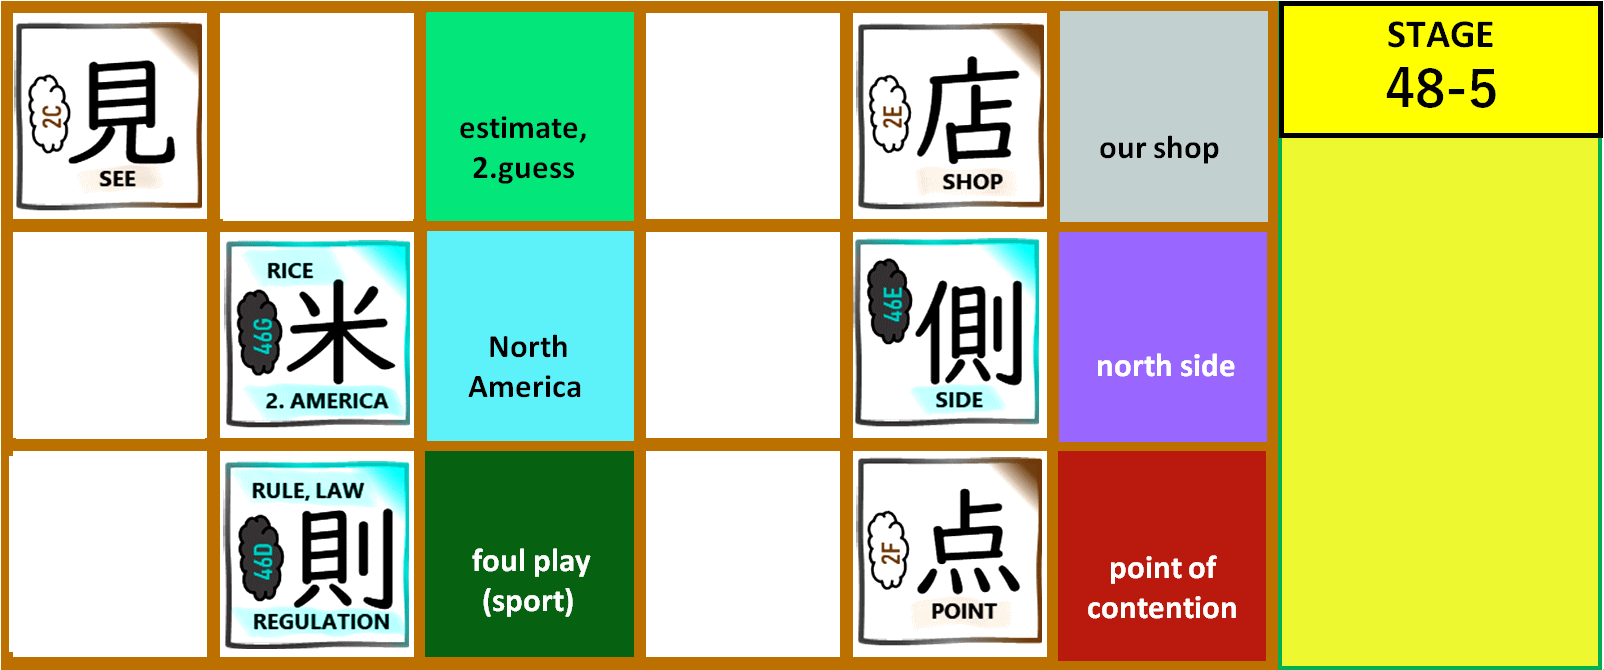 2C
見
SEE
estimate,
2.guess
2E
店
SHOP
our shop
STAGE
48-5
RICE
46G
米
2. AMERICA
North
America
46E
側
SIDE
north side
RULE, LAW
46D
則
REGULATION
foul play
(sport)
2F
点
POINT
point of
contention